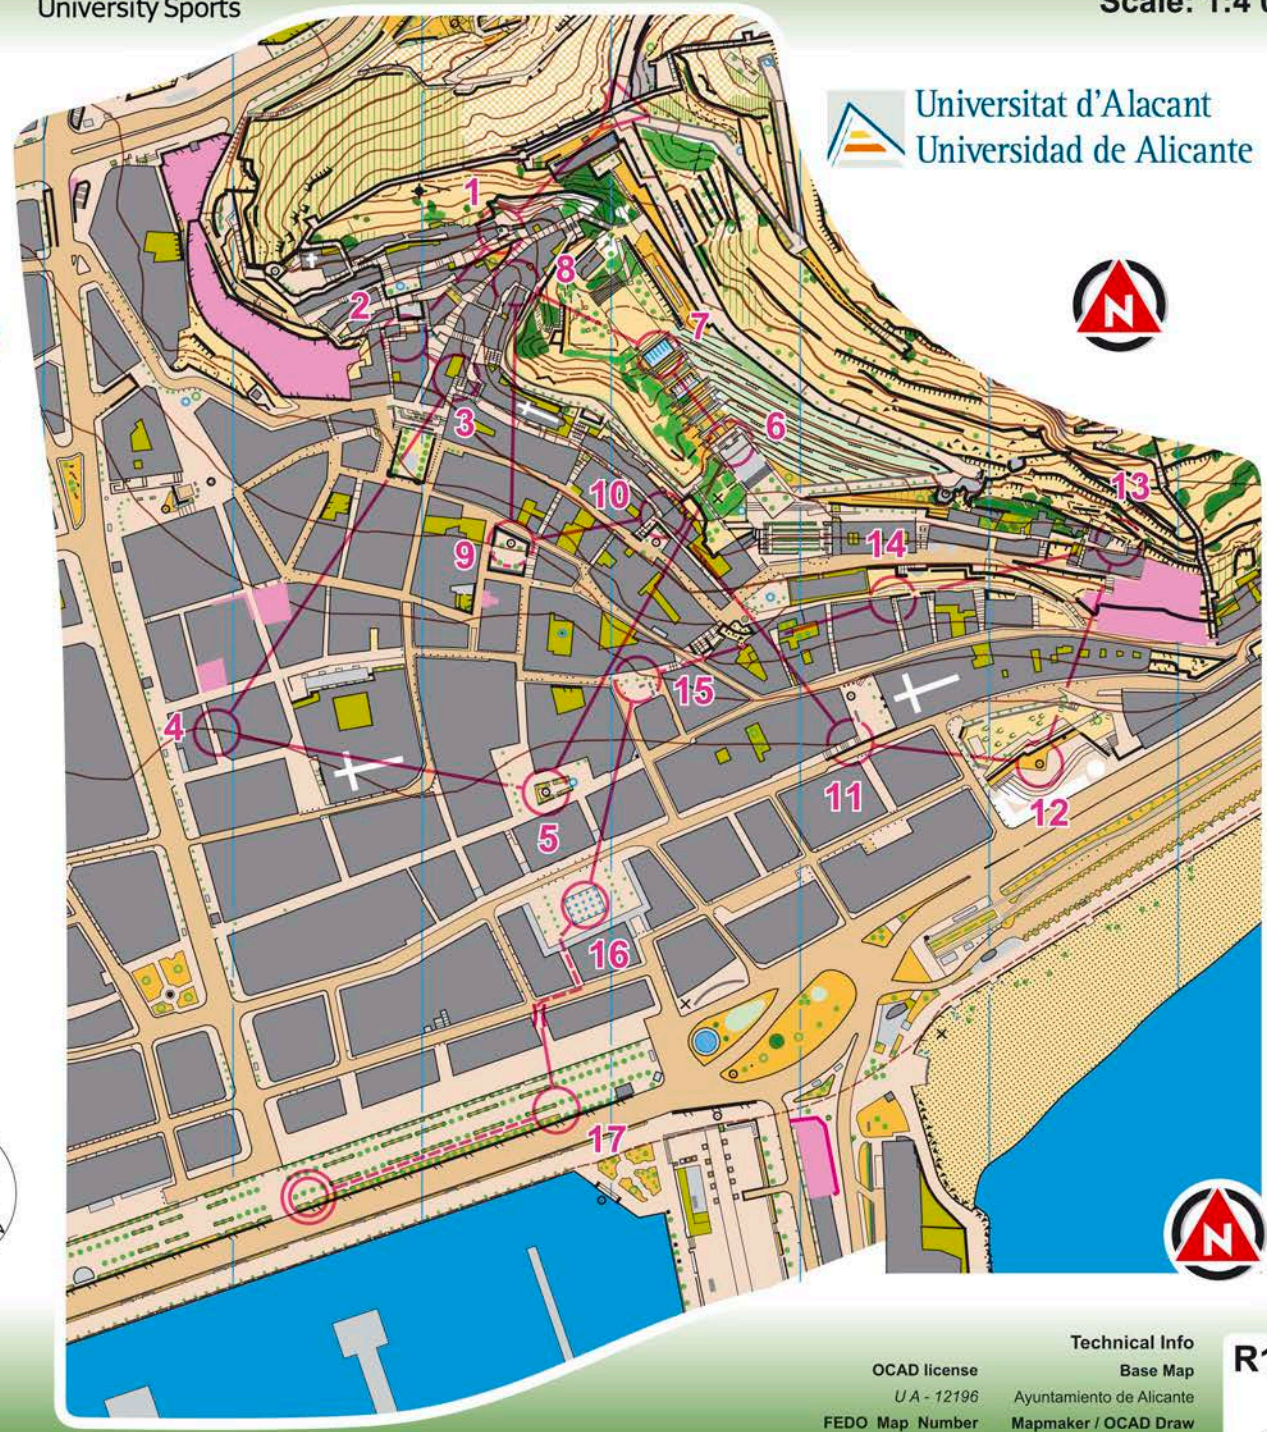 University Sports
Scale: 1:4
Universitat d'Alacant
Universidad de Alicante
N
1
2
3
4
5
6
7
8
9
10
11
12
13
14
15
16
17
N
Technical Info
OCAD license
Base Map
U A - 12196
Ayuntamiento de Alicante
FEDO Map Number
Mapmaker / OCAD Draw
R1